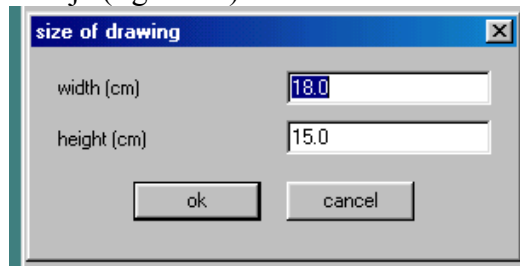 size of drawing
width (cm) 18.0
height (cm) 15.0
ok cancel